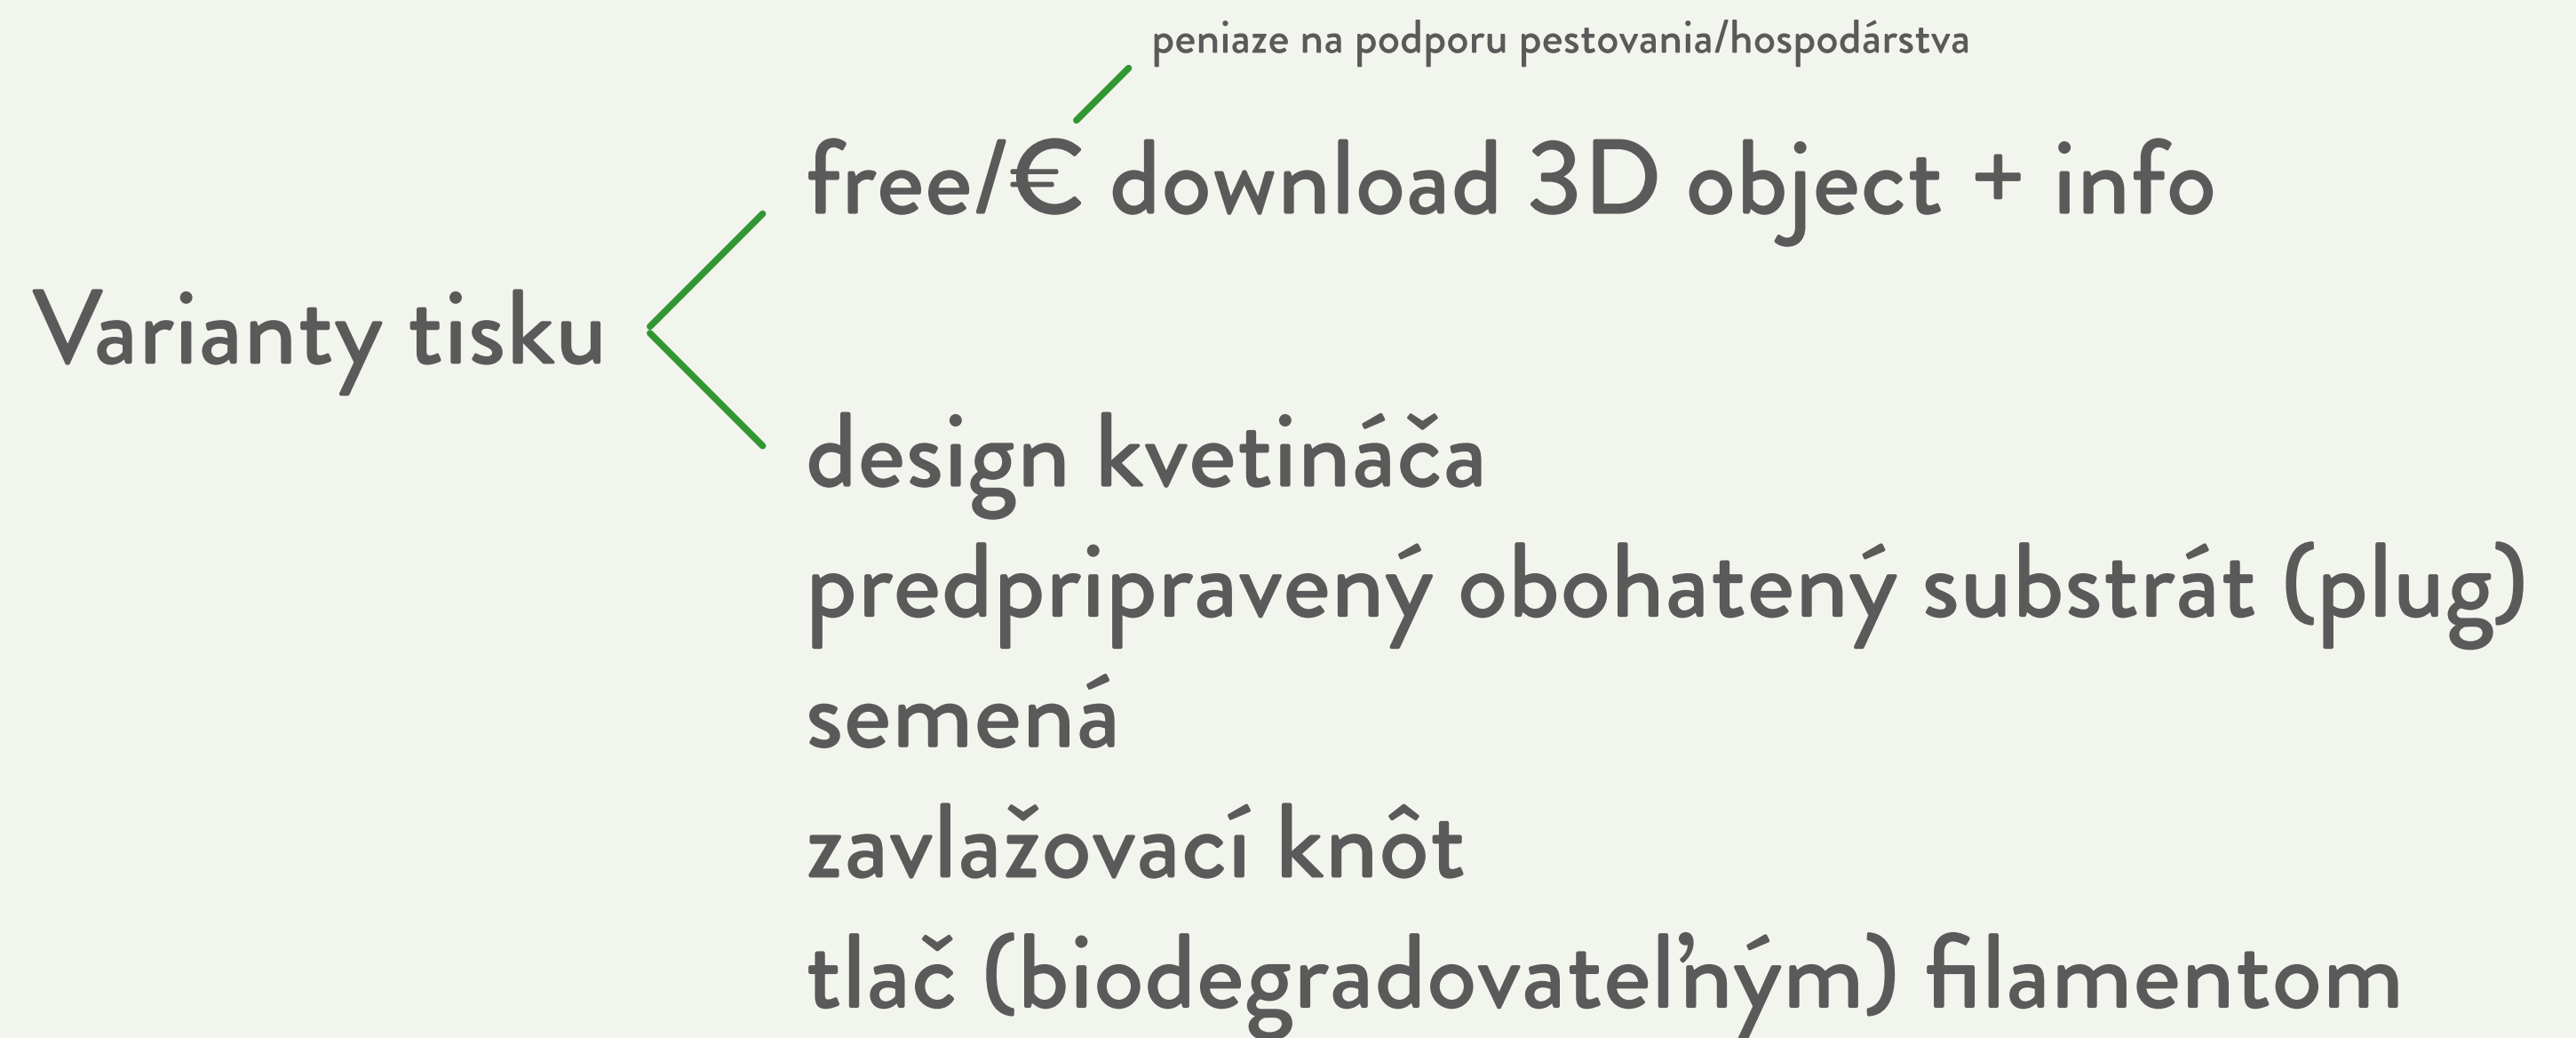 peniaze na podporu pestovania/hospodárstva
free/€ download 3D object + info
Varianty tisku
design kvetináča
predpripravený obohatený substrát (plug)
semená
zavlažovací knôt
tlač (biodegradovateľným) filamentom